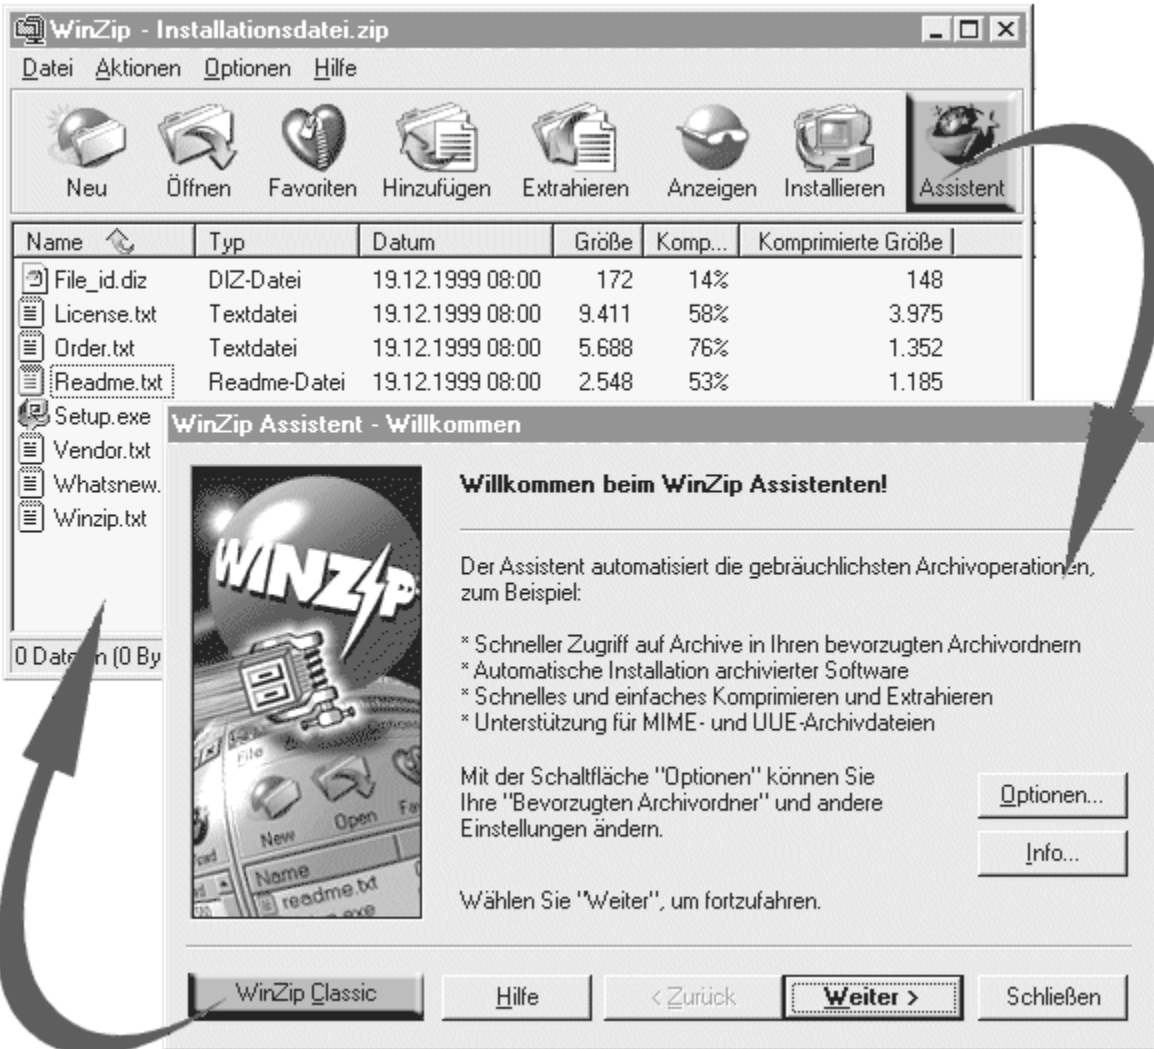 WinZip - Installationsdatei.zip
Datei Aktionen Optionen Hilfe
Neu Öffnen Favoriten Hinzufügen Extrahieren Anzeigen Installieren Assistent
Name Typ Datum Größe Komp... Komprimierte Größe
File_id.diz DIZ-Datei 19.12.1999 08:00 172 14% 148
License.txt Textdatei 19.12.1999 08:00 9.411 58% 3.975
Order.txt Textdatei 19.12.1999 08:00 5.688 76% 1.352
Readme.txt Readme-Datei 19.12.1999 08:00 2.548 53% 1.185
Setup.exe
Vendor.txt
Whatsnew.
Winzip.txt
0 Dateien (0 By
WinZip Assistent - Willkommen
WINZIP
File
New Open Fav
Name
readme.txt
Willkommen beim WinZip Assistenten!
Der Assistent automatisiert die gebräuchlichsten Archivoperationen,
zum Beispiel:
* Schneller Zugriff auf Archive in Ihren bevorzugten Archivordnern
* Automatische Installation archivierter Software
* Schnelles und einfaches Komprimieren und Extrahieren
* Unterstützung für MIME- und UUE-Archivdateien
Mit der Schaltfläche "Optionen" können Sie
Ihre "Bevorzugten Archivordner" und andere
Einstellungen ändern.
Optionen...
Info...
Wählen Sie "Weiter", um fortzufahren.
WinZip Classic Hilfe < Zurück Weiter > Schließen